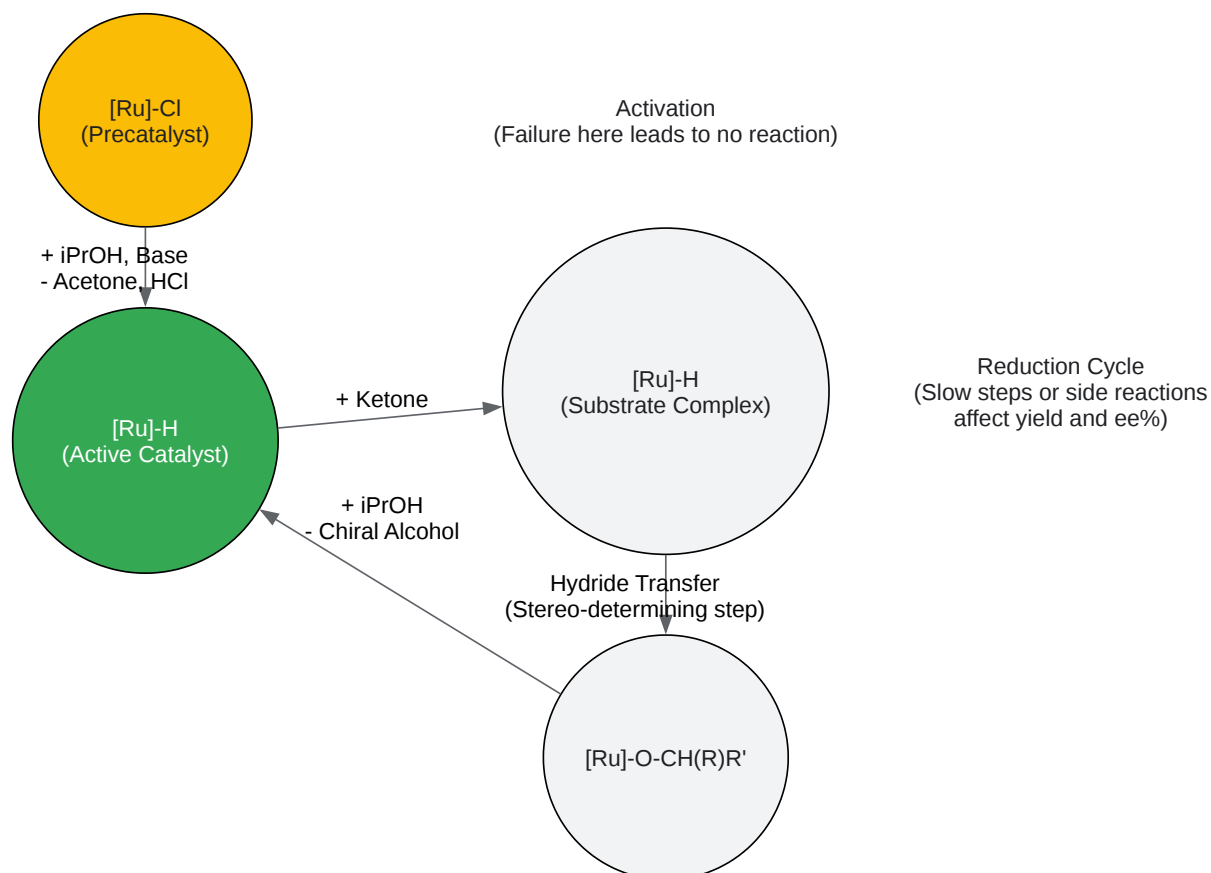 [Ru]-Cl
(Precatalyst)
Activation
(Failure here leads to no reaction)
+ iPrOH, Base
- Acetone, HCl
[Ru]-H
(Active Catalyst)
+ Ketone
[Ru]-H
(Substrate Complex)
Reduction Cycle
(Slow steps or side reactions
affect yield and ee%)
+ iPrOH
- Chiral Alcohol
Hydride Transfer
(Stereo-determining step)
[Ru]-O-CH(R)R'